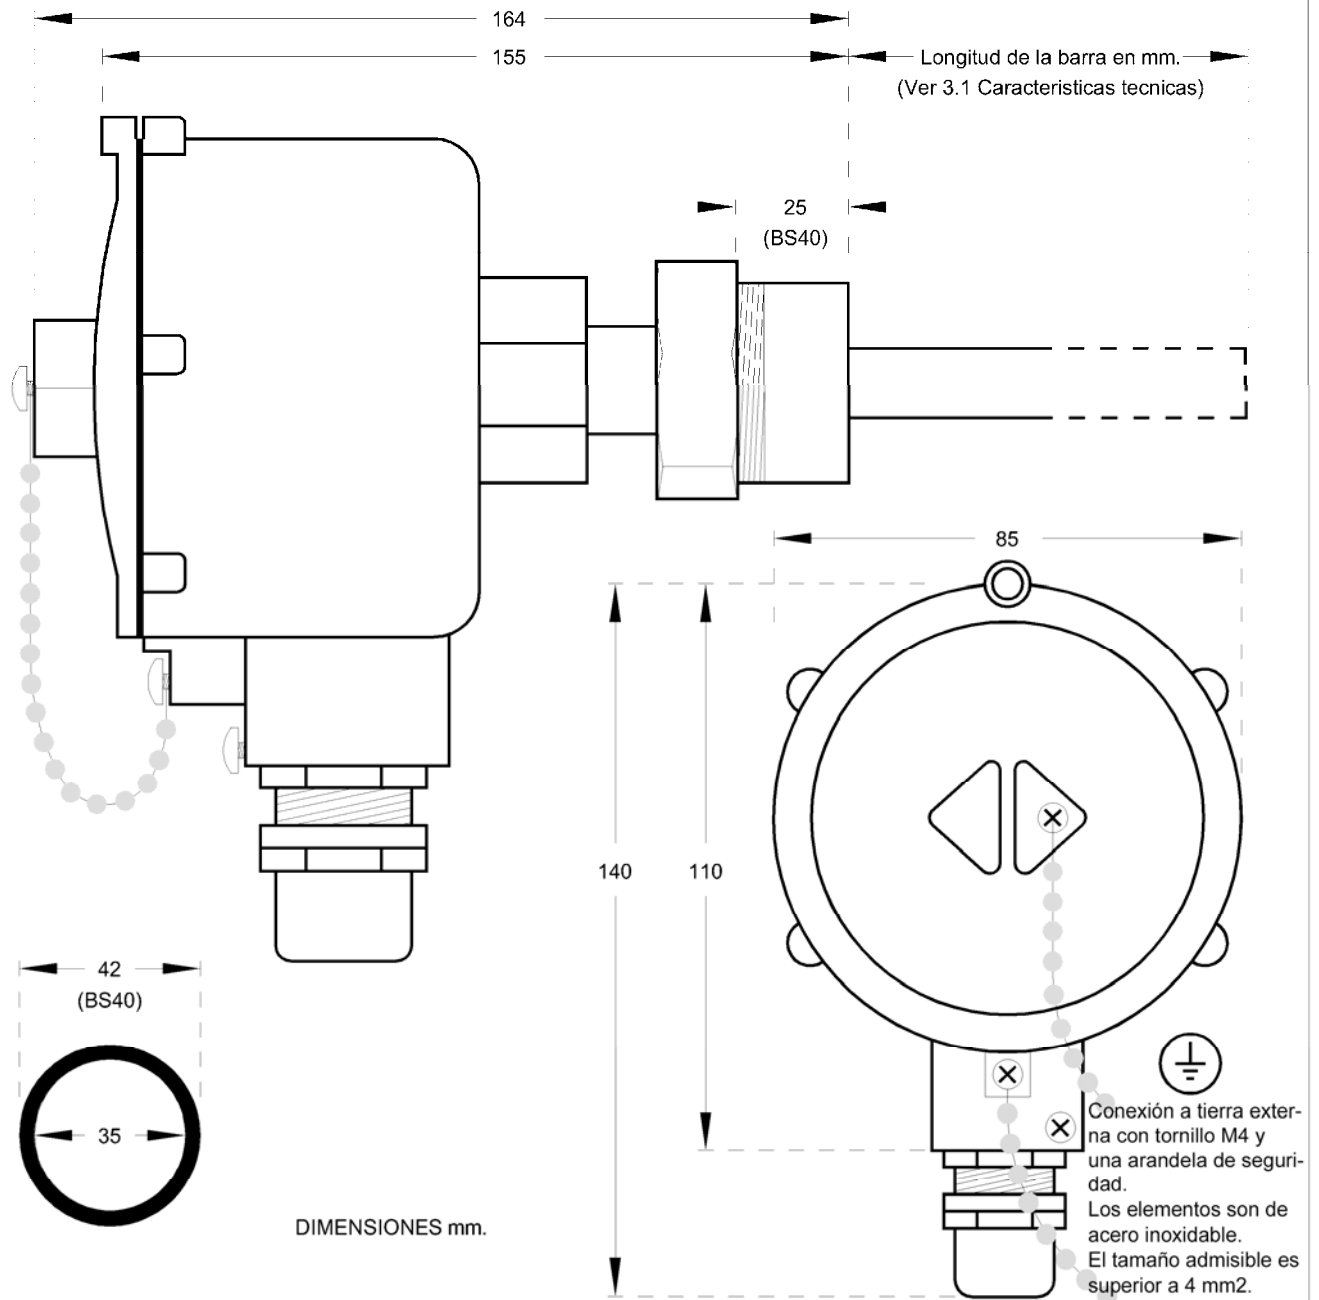 164
155
Longitud de la barra en mm.
(Ver 3.1 Caracteristicas tecnicas)
25
(BS40)
85
140
110
42
(BS40)
35
DIMENSIONES mm.
Conexión a tierra exter-
na con tornillo M4 y
una arandela de seguri-
dad.
Los elementos son de
acero inoxidable.
El tamaño admisible es
superior a 4 mm2.